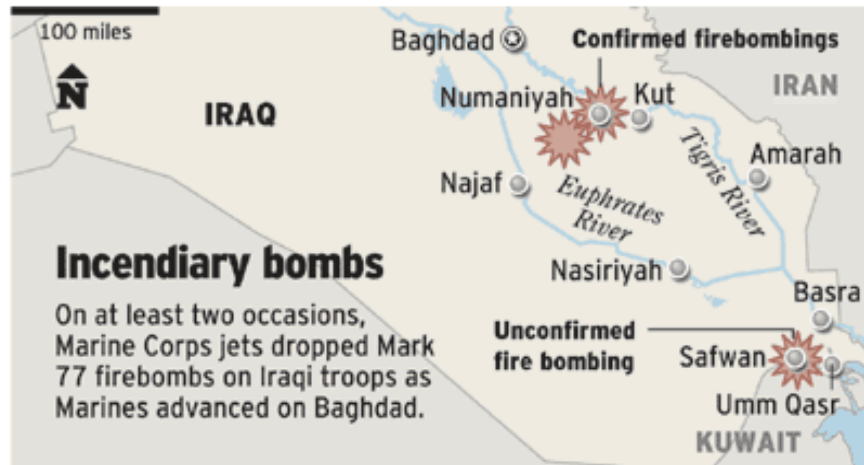 100 miles
N
IRAQ
Baghdad
Confirmed firebombings
IRAN
Numaniyah
Kut
Tigris River
Amarah
Najaf
Euphrates
River
Nasiriyah
Basra
Incendiary bombs
On at least two occasions,
Marine Corps jets dropped Mark
77 firebombs on Iraqi troops as
Marines advanced on Baghdad.
Unconfirmed
fire bombing
Safwan
Umm Qasr
KUWAIT